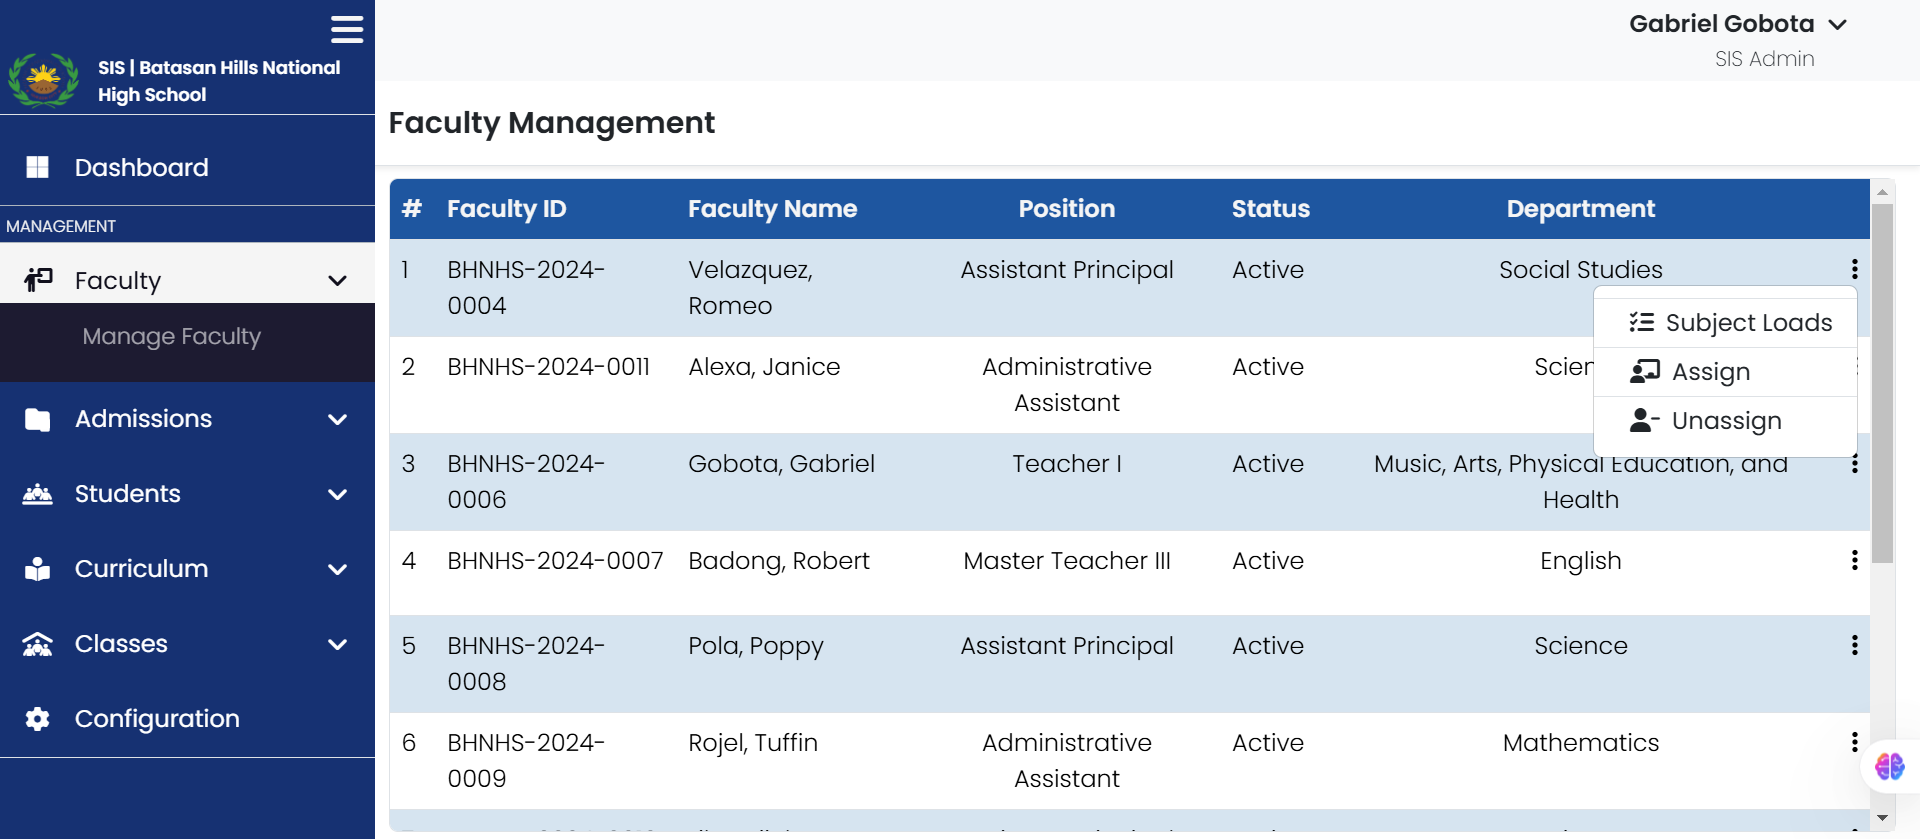 Gabriel Gobota
SIS Admin
SIS | Batasan Hills National
High School
Dashboard
MANAGEMENT
Faculty
Manage Faculty
Admissions
Students
Curriculum
Classes
Configuration
Faculty Management
# Faculty ID Faculty Name Position Status Department
1 BHNHS-2024- Velazquez, Assistant Principal Active Social Studies
0004 Romeo
2 BHNHS-2024-0011 Alexa, Janice Administrative Active
Assistant
3 BHNHS-2024- Gobota, Gabriel Teacher I Active Music, Arts, Physical Education, and
0006 Health
4 BHNHS-2024-0007 Badong, Robert Master Teacher III Active English
5 BHNHS-2024- Pola, Poppy Assistant Principal Active Science
0008
6 BHNHS-2024- Rojel, Tuffin Administrative Active Mathematics
0009 Assistant
Subject Loads
Assign
Unassign